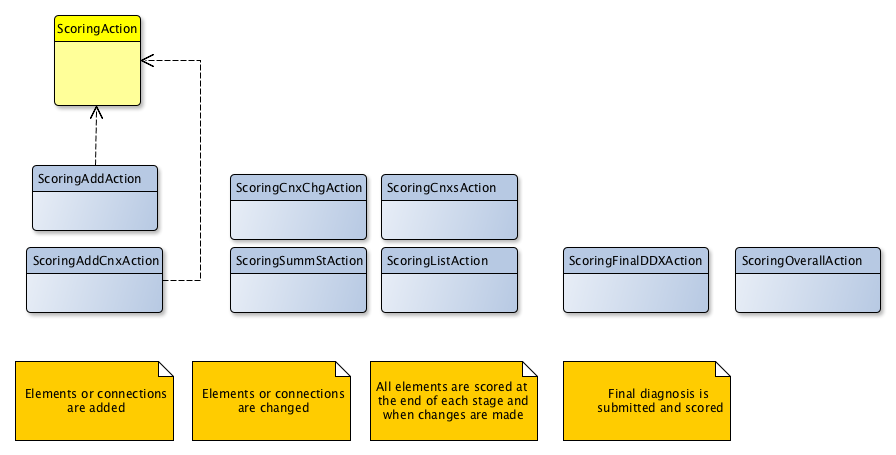 ScoringAction
ScoringAddAction
ScoringCnxChgAction
ScoringCnxsAction
ScoringAddCnxAction
ScoringSummStAction
ScoringListAction
ScoringFinalDDXAction
ScoringOverallAction
Elements or connections
are added
Elements or connections
are changed
All elements are scored at
the end of each stage and
when changes are made
Final diagnosis is
submitted and scored